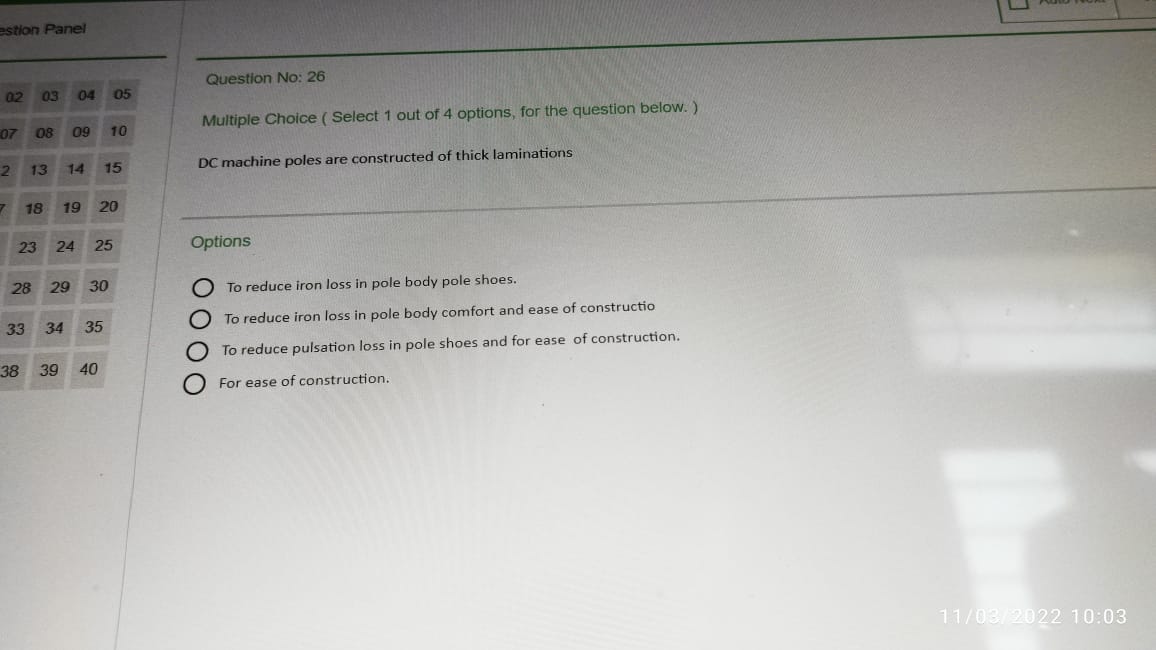 Panel
Question No: 26
Multiple Choice ( Select 1 out of 4 options, for the question below. )
DC machine poles are constructed of thick laminations
Options
To reduce iron loss in pole body pole shoes.
To reduce iron loss in pole body comfort and ease of constructio
To reduce pulsation loss in pole shoes and for ease of construction.
For ease of construction.
02 03 04 05
07 08 09 10
2 13 14 15
18 19 20
23 24 25
28 29 30
33 34 35
38 39 40
11/03/2022 10:03